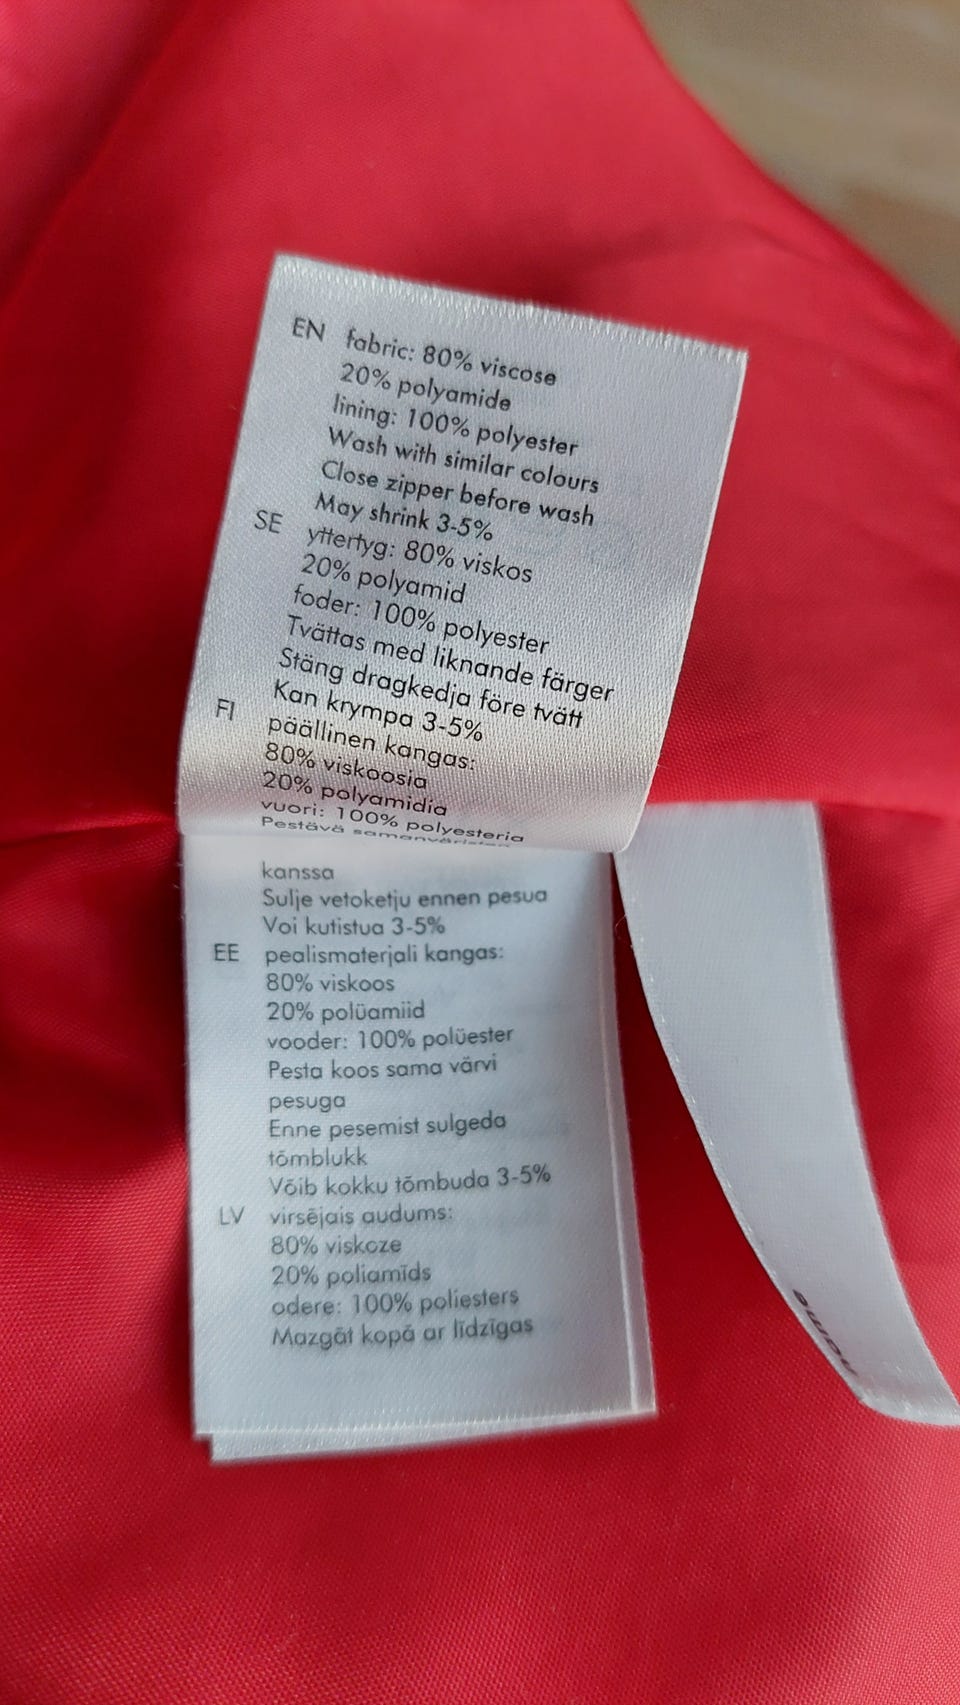 EN fabric: 80% viscose
20% polyamide
lining: 100% polyester
Wash with similar colours
Close zipper before wash
May shrink 3-5%
SE yttertyg: 80% viskos
20% polyamid
foder: 100% polyester
Tvättas med liknande färger
Stäng dragkedja före tvätt
Kan krympa 3-5%
FI päällinen kangas:
80% viskoosia
20% polyamidia
vuori: 100% polyesteria
Pestävä samanväristen
kanssa
Sulje vetoketju ennen pesua
Voi kutistua 3-5%
EE pealismaterjali kangas:
80% viskoos
20% polüamiid
vooder: 100% polüester
Pesta koos sama värvi
pesuga
Enne pesemist sulgeda
tõmblukk
Võib kokku tõmbuda 3-5%
LV virsējais audums:
80% viskoze
20% poliamīds
odere: 100% poliesters
Mazgāt kopā ar līdzīgas